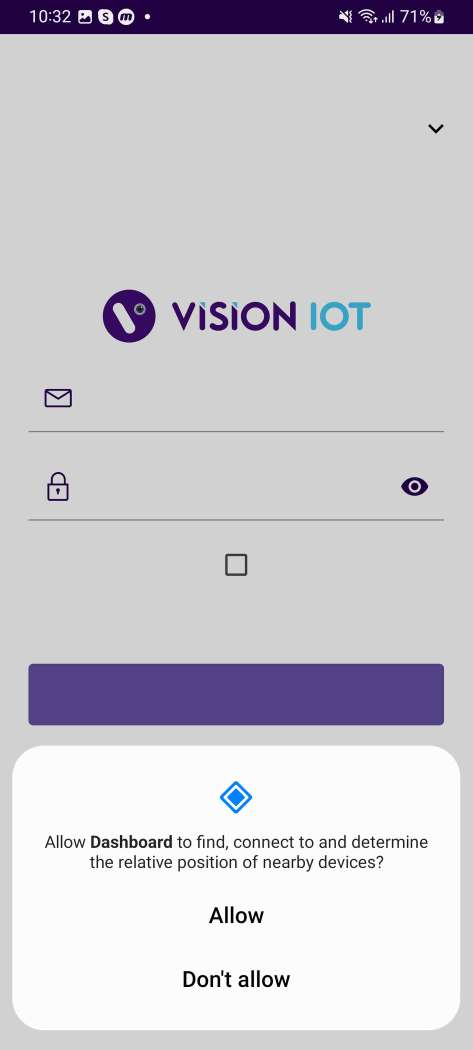 10:32
71%
VISION IOT
Allow Dashboard to find, connect to and determine
the relative position of nearby devices?
Allow
Don't allow